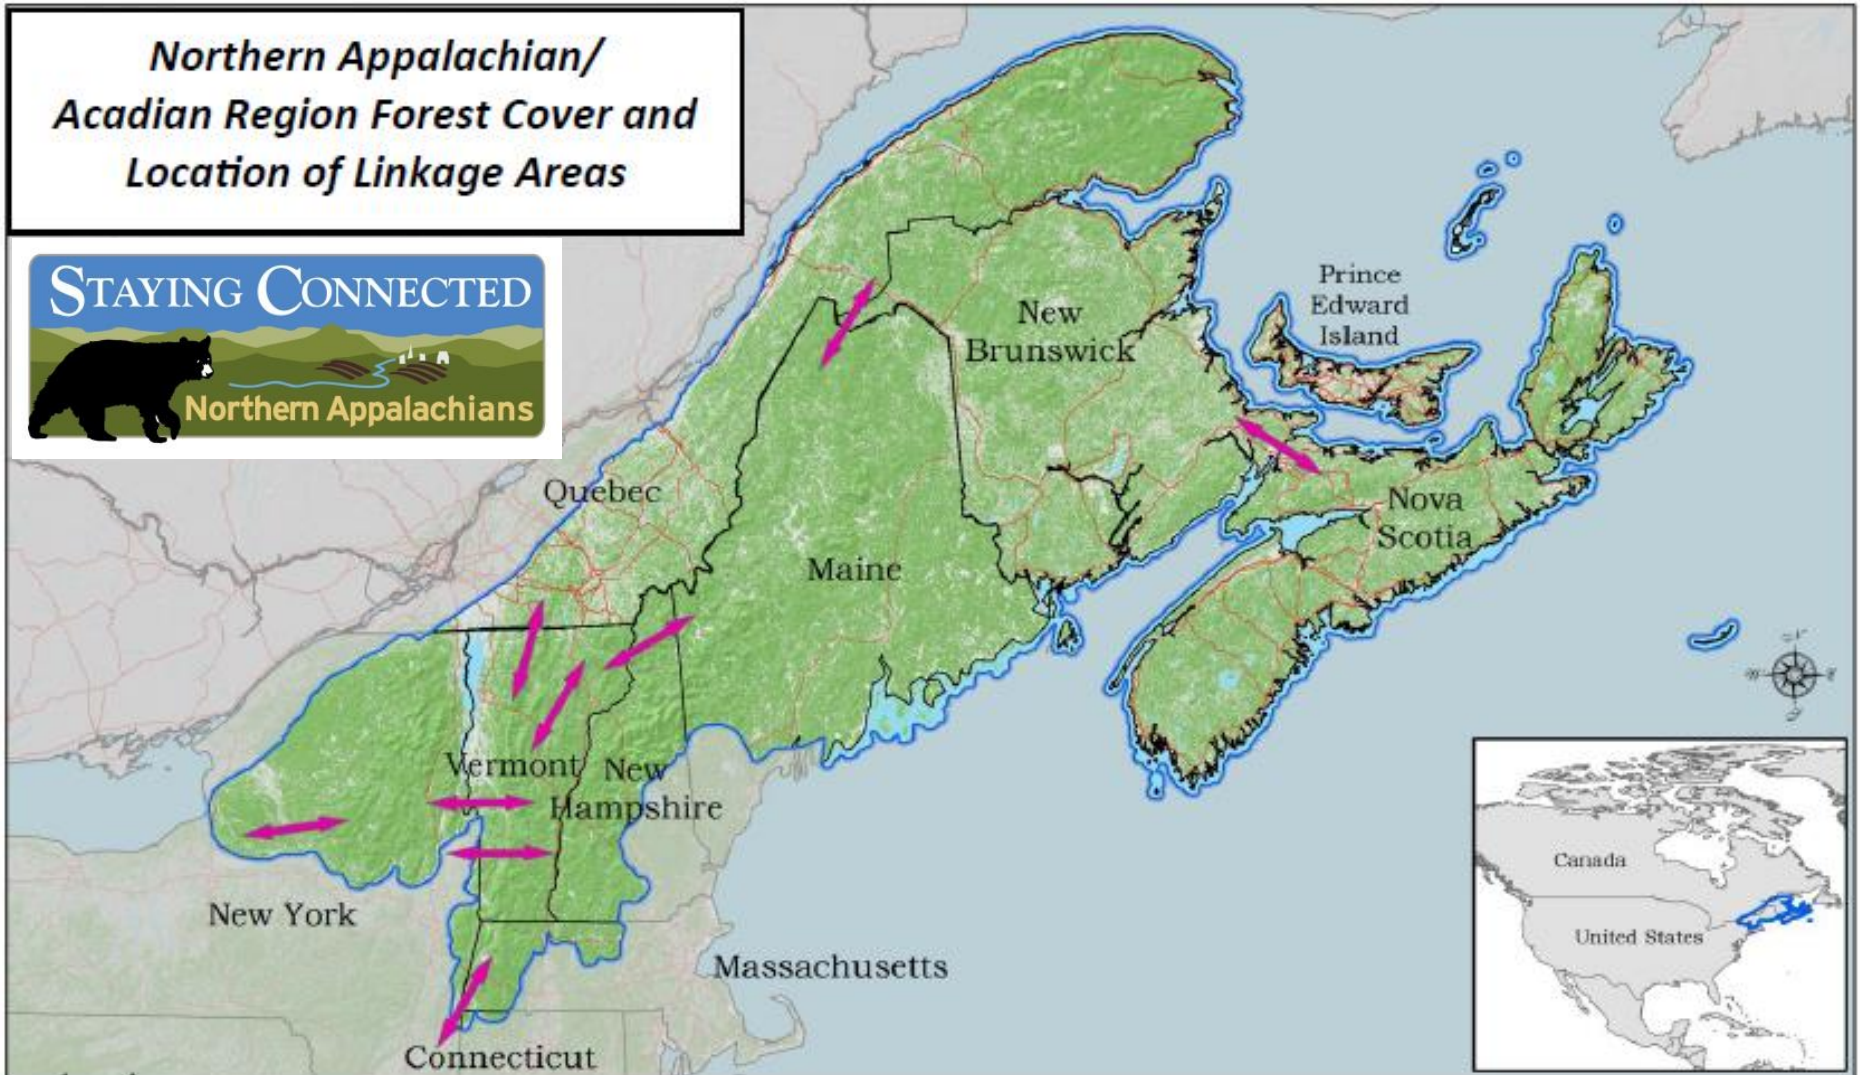 Northern Appalachian/
Acadian Region Forest Cover and
Location of Linkage Areas
STAYING CONNECTED
Northern Appalachians
Prince
Edward
Island
New
Brunswick
Quebec
Nova
Scotia
Maine
Vermont
New
Hampshire
New York
Massachusetts
Connecticut
Canada
United States